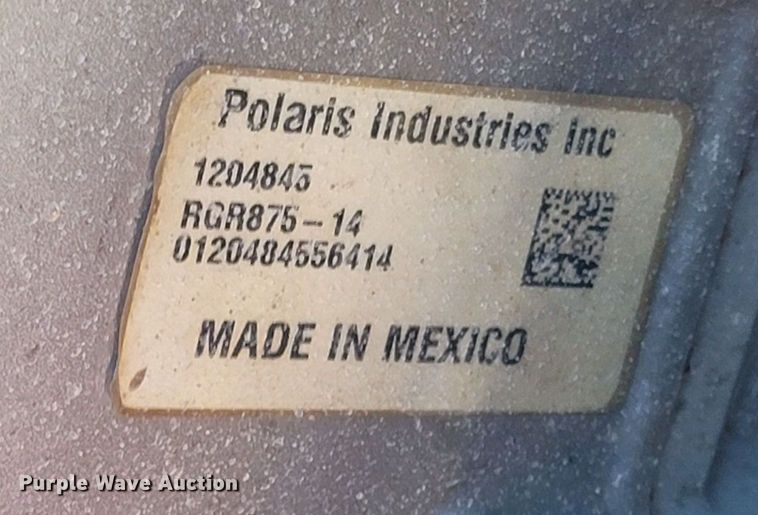 Polaris Industries Inc
1204845
RGR875-14
0120484556414
MADE IN MEXICO
Purple Wave Auction